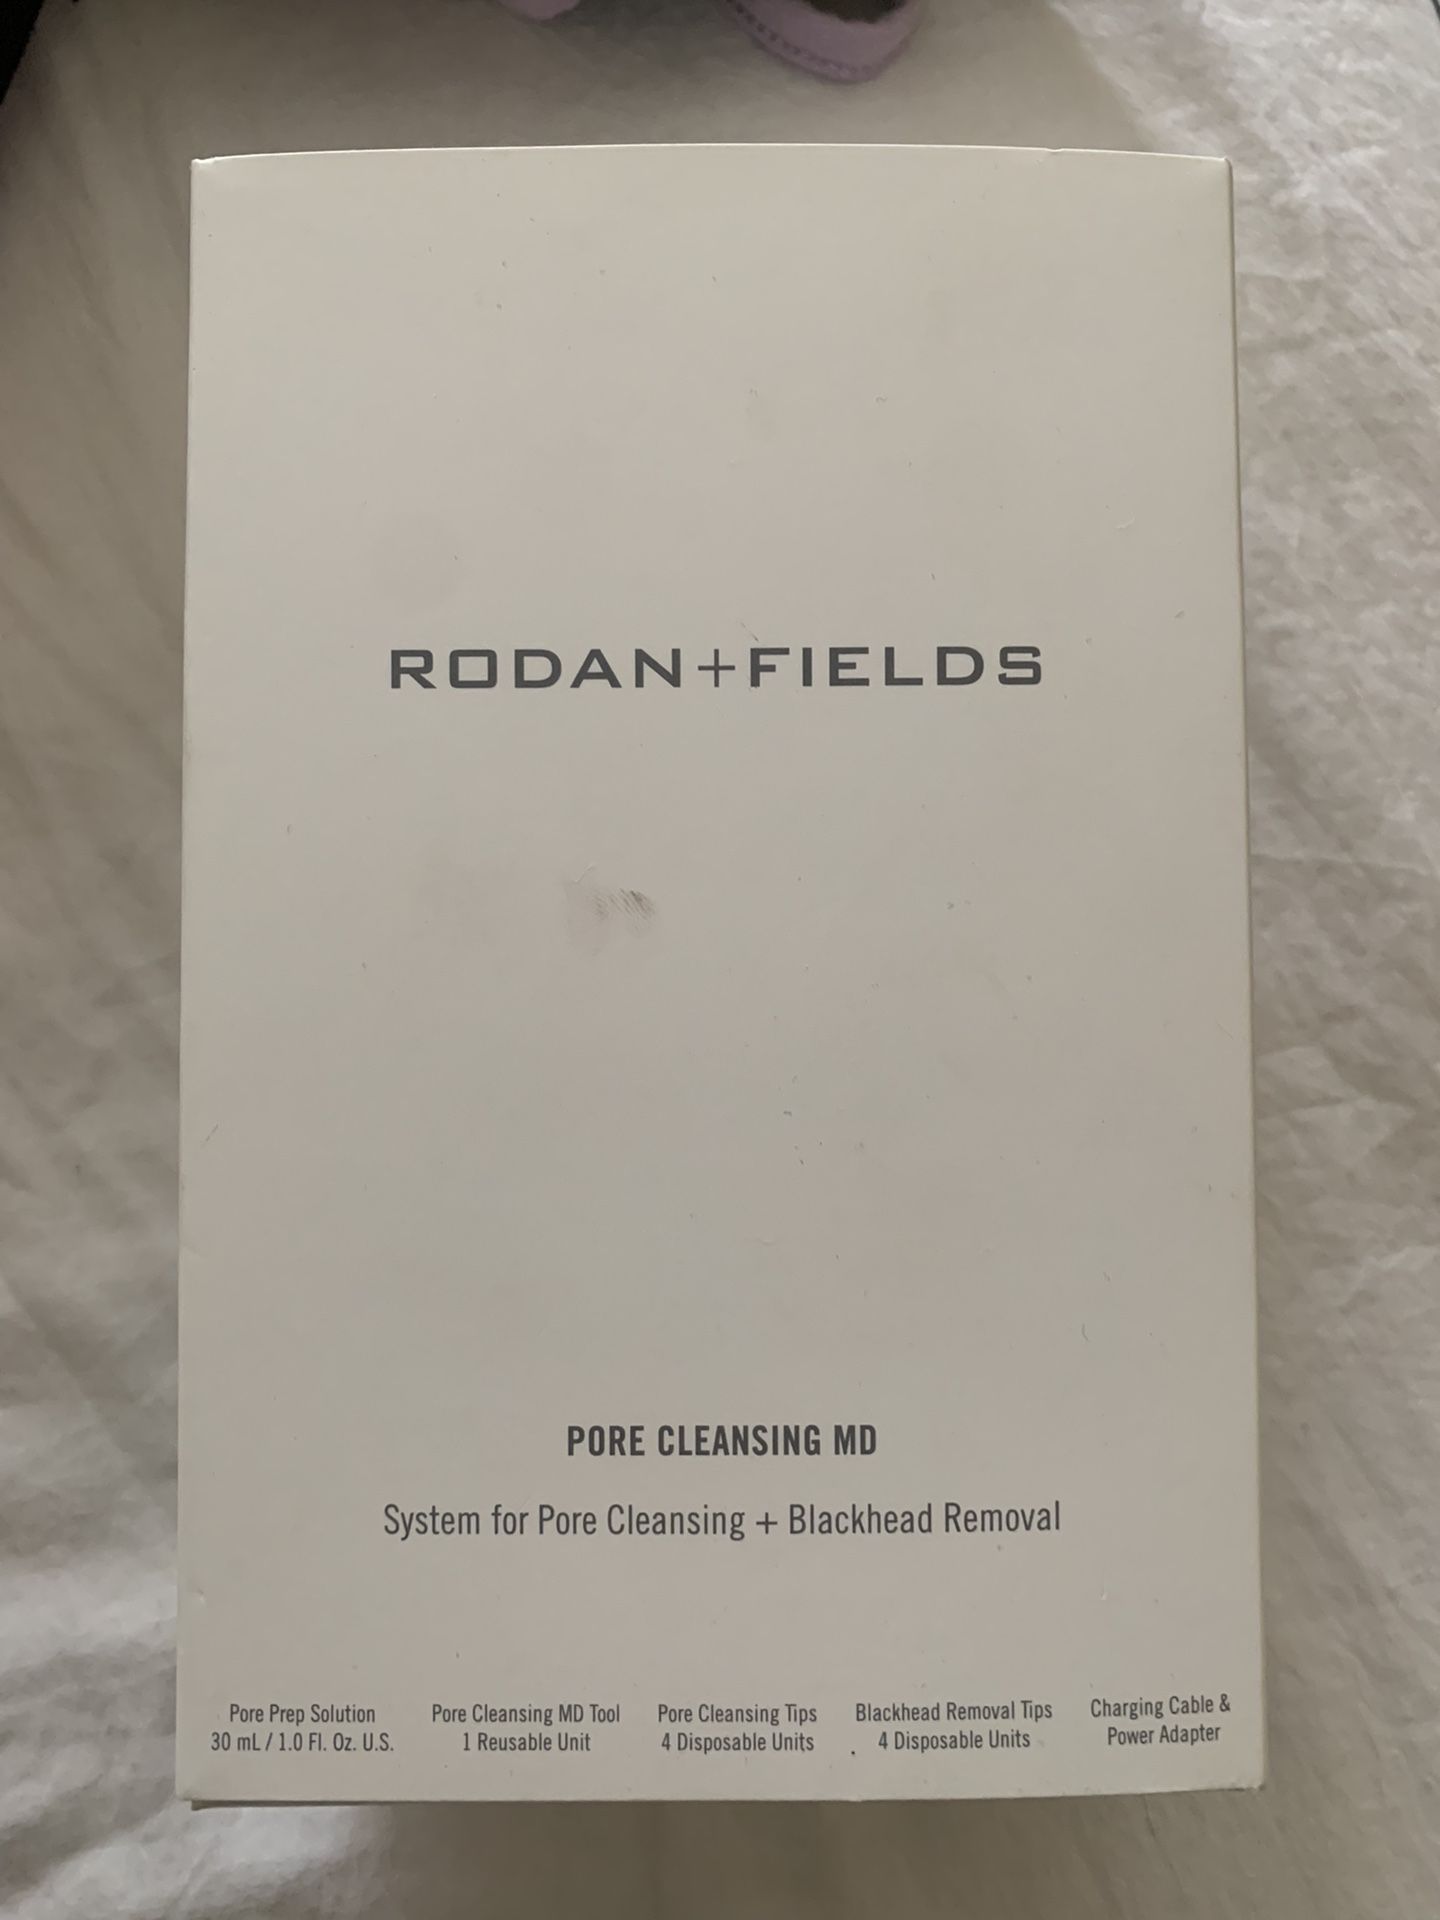 RODAN+FIELDS
PORE CLEANSING MD
System for Pore Cleansing + Blackhead Removal
Pore Prep Solution
30 mL / 1.0 Fl. Oz. U.S.
Pore Cleansing MD Tool
1 Reusable Unit
Pore Cleansing Tips
4 Disposable Units
Blackhead Removal Tips
4 Disposable Units
Charging Cable &
Power Adapter